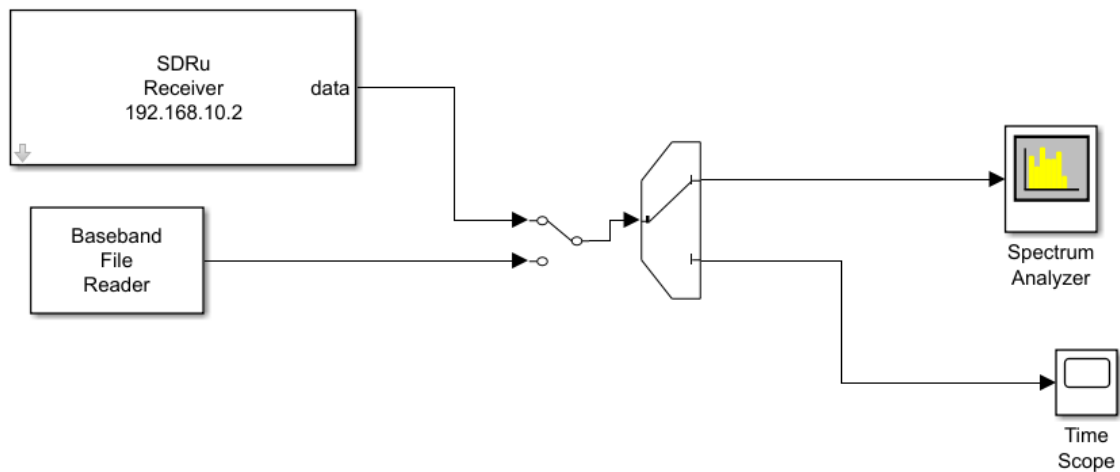 SDRu
Receiver
192.168.10.2
data
Baseband
File
Reader
Spectrum
Analyzer
Time
Scope